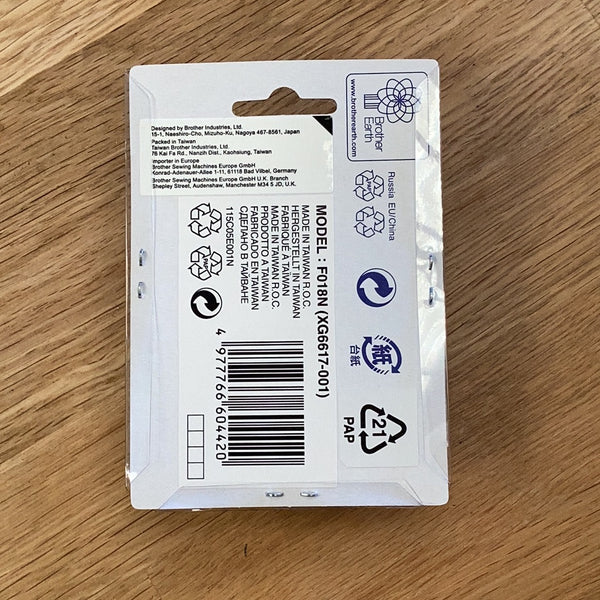 Designed by Brother Industries, Ltd.
15-1, Naeshiro-Cho, Mizuho-Ku, Nagoya 467-8561, Japan
Packed in Taiwan
Taiwan Brother Industries, Ltd.
76 Kai Fa Rd., Nanzih Dist., Kaohsiung, Taiwan
Importer in Europe
Brother Sewing Machines Europe GmbH
Konrad-Adenauer-Allee 1-11, 61118 Bad Vilbel, Germany
Brother Sewing Machines Europe GmbH U.K. Branch
Shepley Street, Audenshaw, Manchester M34 5 JD, U.K.
Brother
Earth
www.brotherearth.com
Russia EU/China
紙
台紙
21
PAP
MODEL : F018N (XG6617-001)
MADE IN TAIWAN R.O.C.
HERGESTELLT IN TAIWAN
FABRIQUÉ A TAÏWAN
MADE IN TAIWAN R.O.C.
PRODOTTO A TAIWAN
FABRICADO EN TAIWAN
СДЕЛАНО В ТАЙВАНЕ
115C05E001N
4 977766 604420